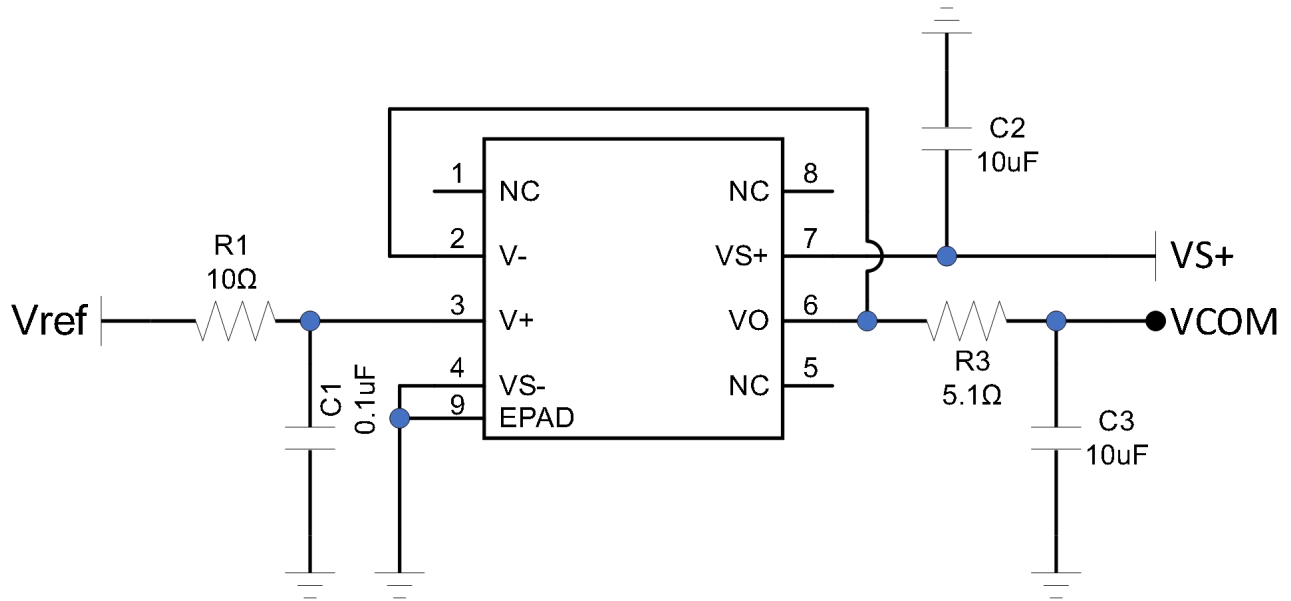 C2
10uF
1
NC
8
NC
R1
10Ω
2
V-
7
VS+
VS+
Vref
3
V+
6
VO
VCOM
R3
5.1Ω
C1
0.1uF
4
VS-
5
NC
9
EPAD
C3
10uF